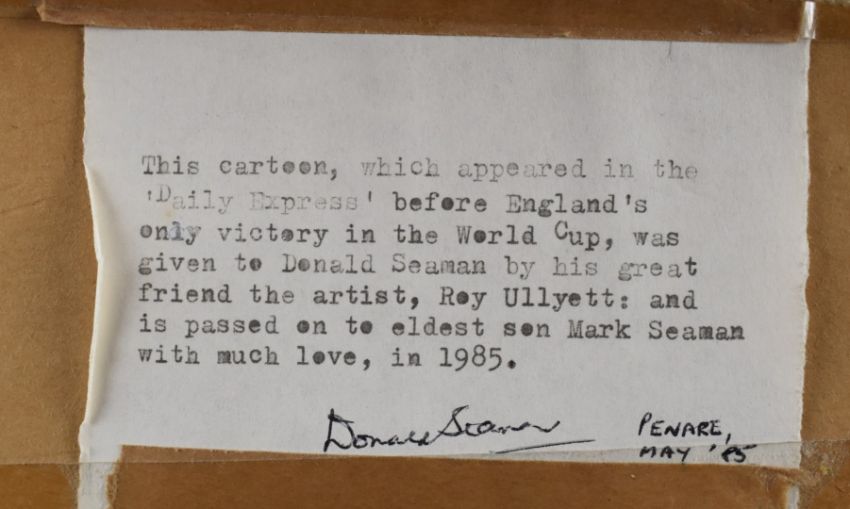 This cartoon, which appeared in the
'Daily Express' before England's
only victory in the World Cup, was
given to Donald Seaman by his great
friend the artist, Roy Ullyett: and
is passed on to eldest son Mark Seaman
with much love, in 1985.
Donald Seaman
PENARE,
MAY '85